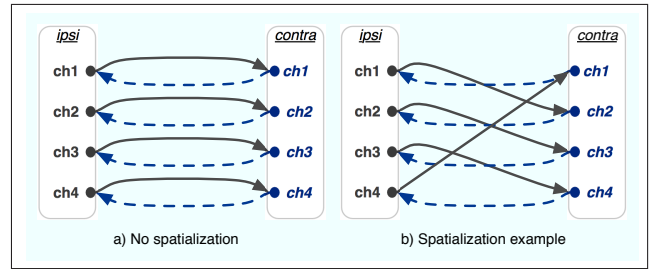 ipsi contra ipsi contra
ch1 ch1 ch1 ch1
ch2 ch2 ch2 ch2
ch3 ch3 ch3 ch3
ch4 ch4 ch4 ch4
a) No spatialization b) Spatialization example